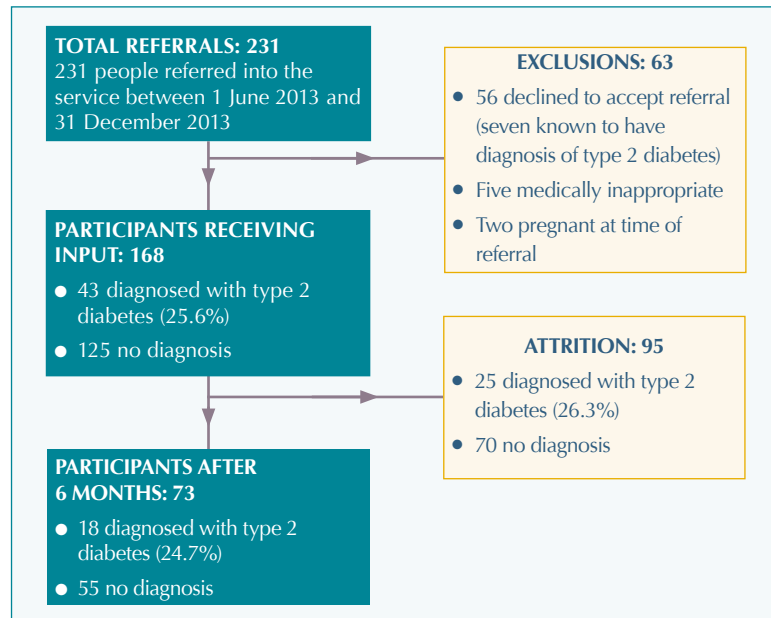 TOTAL REFERRALS: 231
231 people referred into the
service between 1 June 2013 and
31 December 2013
EXCLUSIONS: 63
• 56 declined to accept referral
(seven known to have
diagnosis of type 2 diabetes)
• Five medically inappropriate
• Two pregnant at time of
referral
PARTICIPANTS RECEIVING
INPUT: 168
• 43 diagnosed with type 2
diabetes (25.6%)
• 125 no diagnosis
ATTRITION: 95
• 25 diagnosed with type 2
diabetes (26.3%)
• 70 no diagnosis
PARTICIPANTS AFTER
6 MONTHS: 73
• 18 diagnosed with type 2
diabetes (24.7%)
• 55 no diagnosis